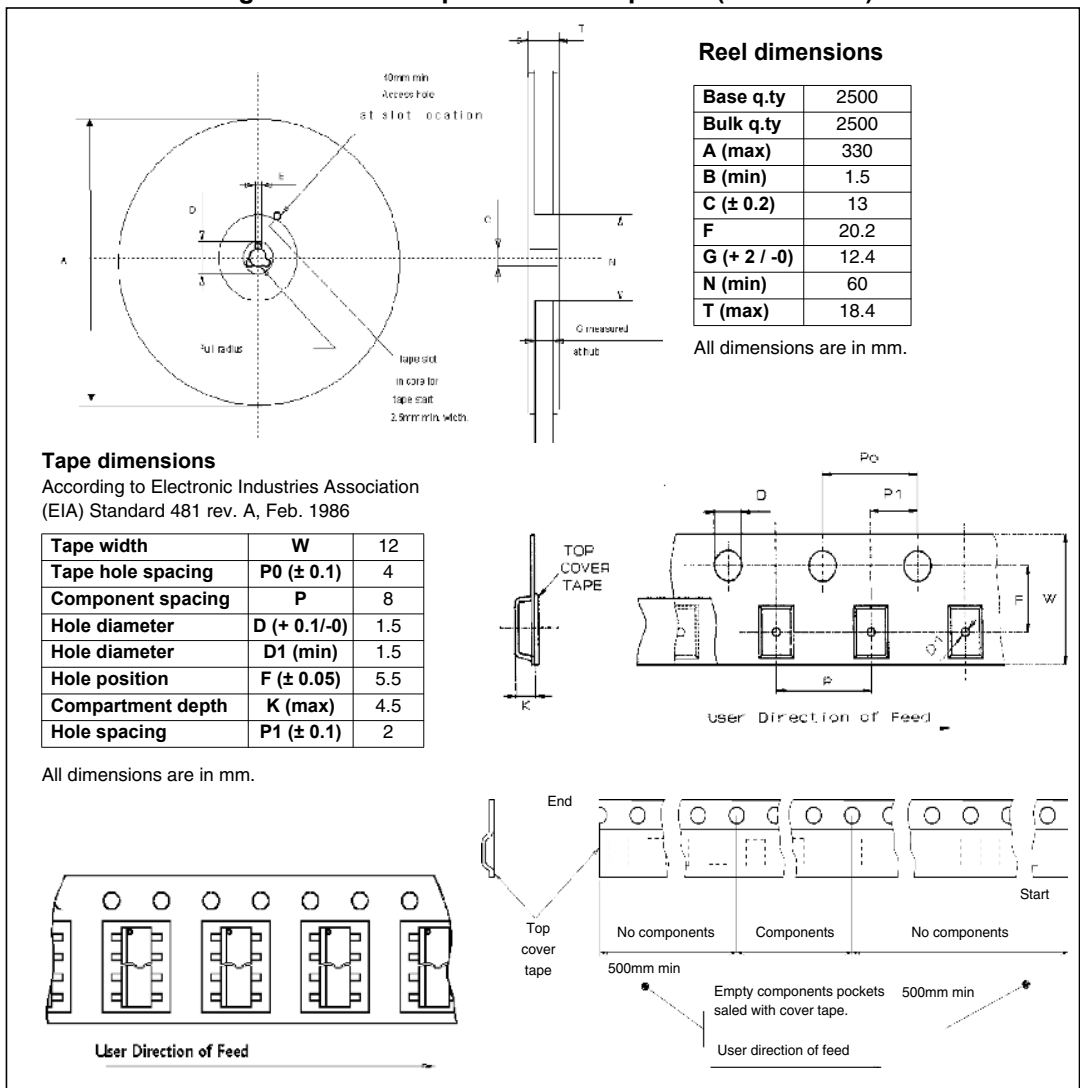 T
Reel dimensions
Base q.ty 2500
Bulk q.ty 2500
A (max) 330
B (min) 1.5
C (± 0.2) 13
F 20.2
G (+ 2 / -0) 12.4
N (min) 60
T (max) 18.4
All dimensions are in mm.
40mm min
Access hole
at slot location
D
A
C
N
Full radius
Tape slot
in core for
tape start
2.5mm min. width.
G measured
at hub
Tape dimensions
According to Electronic Industries Association
(EIA) Standard 481 rev. A, Feb. 1986
Tape width W 12
Tape hole spacing P0 (± 0.1) 4
Component spacing P 8
Hole diameter D (+ 0.1/-0) 1.5
Hole diameter D1 (min) 1.5
Hole position F (± 0.05) 5.5
Compartment depth K (max) 4.5
Hole spacing P1 (± 0.1) 2
All dimensions are in mm.
Po
D
P1
TOP
COVER
TAPE
F
W
D1
K
P
User Direction of Feed
End
Start
Top
cover
tape
No components
Components
No components
500mm min
Empty components pockets
saled with cover tape.
500mm min
User direction of feed
User Direction of Feed